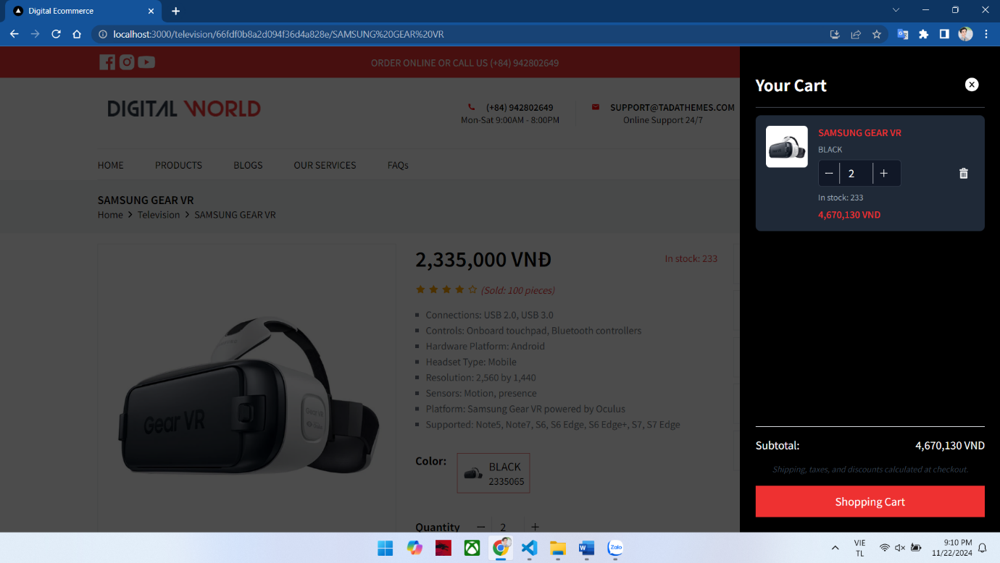 Digital Ecommerce
localhost:3000/television/66fdf0b8a2d094f36d4a828e/SAMSUNG%20GEAR%20VR
ORDER ONLINE OR CALL US (+84) 942802649
DIGITAL WORLD
(+84) 942802649
Mon-Sat 9:00AM - 8:00PM
SUPPORT@TADATHEMES.COM
Online Support 24/7
HOME PRODUCTS BLOGS OUR SERVICES FAQs
SAMSUNG GEAR VR
Home > Television > SAMSUNG GEAR VR
Gear VR
2,335,000 VNĐ
In stock: 233
(Sold: 100 pieces)
Connections: USB 2.0, USB 3.0
Controls: Onboard touchpad, Bluetooth controllers
Hardware Platform: Android
Headset Type: Mobile
Resolution: 2,560 by 1,440
Sensors: Motion, presence
Platform: Samsung Gear VR powered by Oculus
Supported: Note5, Note7, S6, S6 Edge, S6 Edge+, S7, S7 Edge
Color:
BLACK
2335065
Quantity — 2 +
Your Cart
SAMSUNG GEAR VR
BLACK
— 2 +
In stock: 233
4,670,130 VND
Subtotal: 4,670,130 VND
Shipping, taxes, and discounts calculated at checkout.
Shopping Cart
Zalo
VIE
TL
9:10 PM
11/22/2024